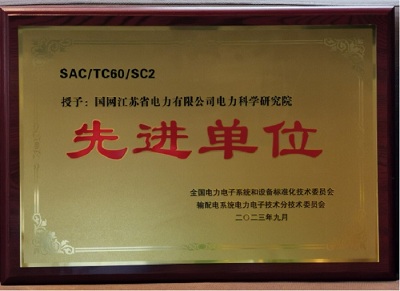 SAC/TC60/SC2
授予：国网江苏省电力有限公司电力科学研究院
先进单位
全国电力电子系统和设备标准化技术委员会
输配电系统电力电子技术分技术委员会
二〇二三年九月